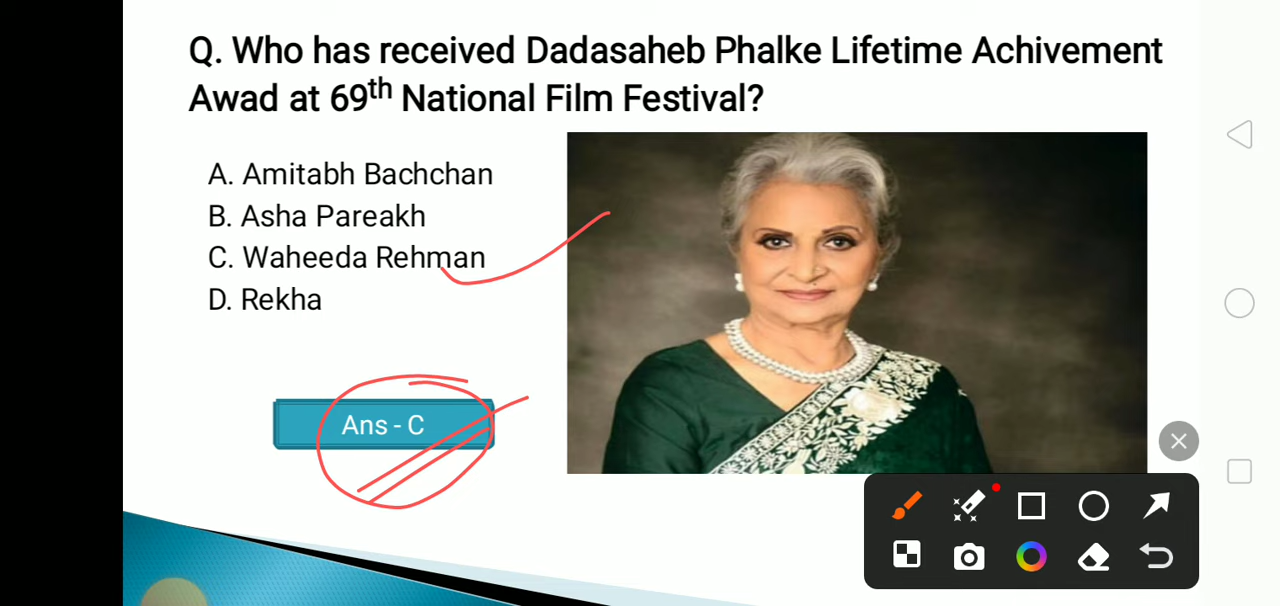 Q. Who has received Dadasaheb Phalke Lifetime Achivement
Awad at 69th National Film Festival?
A. Amitabh Bachchan
B. Asha Pareakh
C. Waheeda Rehman
D. Rekha
Ans - C